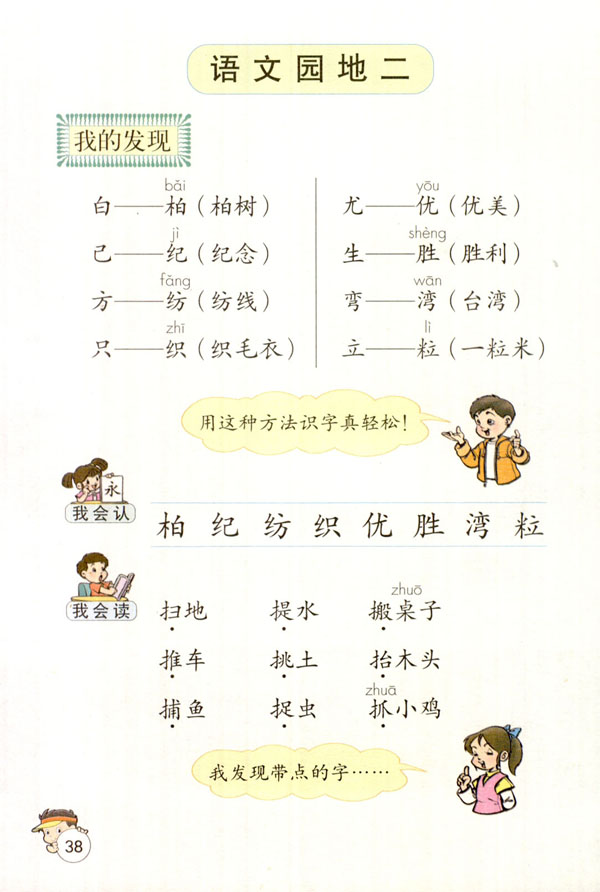 语文园地二
我的发现
bǎi
白——柏（柏树）
jì
己——纪（纪念）
fǎng
方——纺（纺线）
zhī
只——织（织毛衣）
yōu
尤——优（优美）
shèng
生——胜（胜利）
wān
弯——湾（台湾）
lì
立——粒（一粒米）
用这种方法识字真轻松！
永
我会认
柏 纪 纺 织 优 胜 湾 粒
我会读
zhuō
扫地 提水 搬桌子
推车 挑土 抬木头
zhuā
捕鱼 捉虫 抓小鸡
我发现带点的字……
38